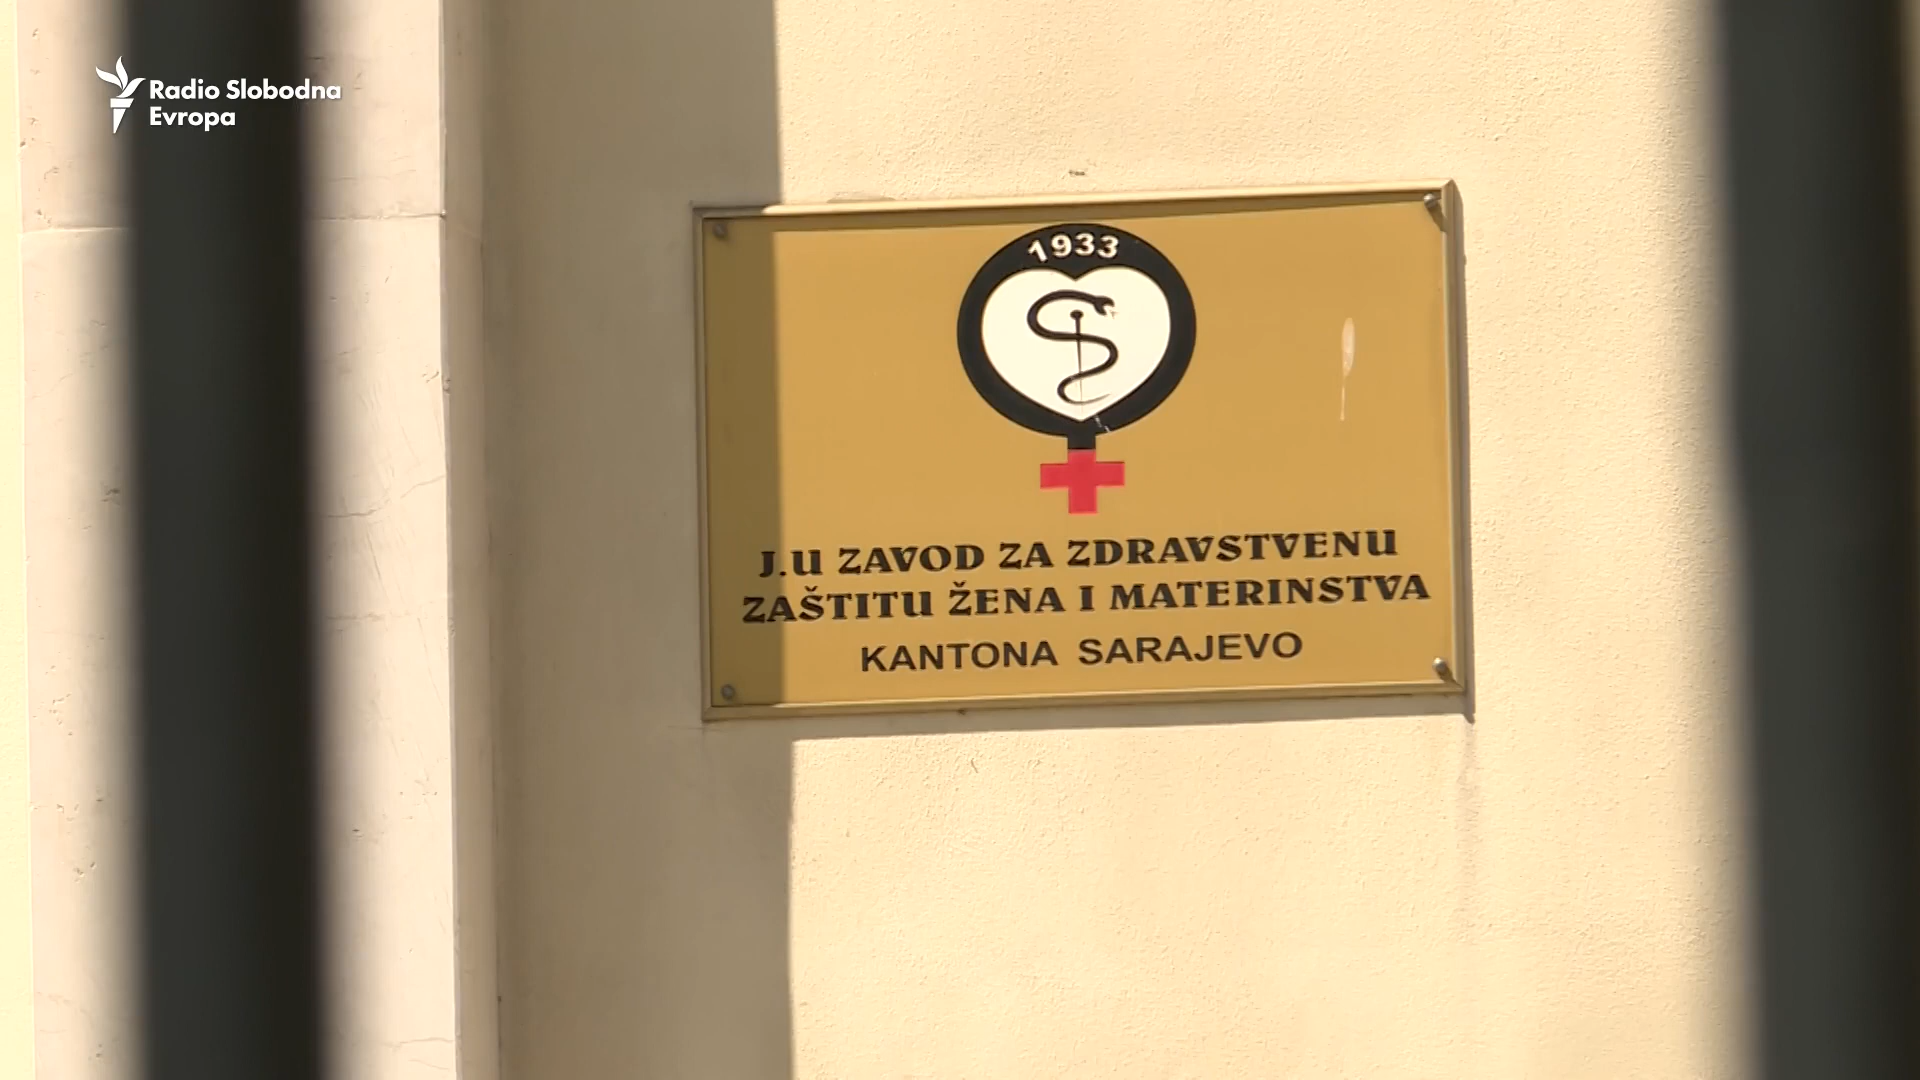 Radio Slobodna
Evropa
1933
J.U ZAVOD ZA ZDRAVSTVENU
ZAŠTITU ŽENA I MATERINSTVA
KANTONA SARAJEVO